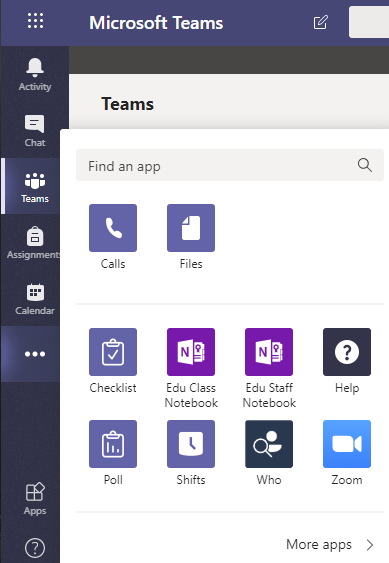 Microsoft Teams
Activity
Chat
Teams
Assignments
Calendar
Apps
Teams
Find an app
Calls
Files
Checklist
Edu Class
Notebook
Edu Staff
Notebook
Help
Poll
Shifts
Who
Zoom
More apps